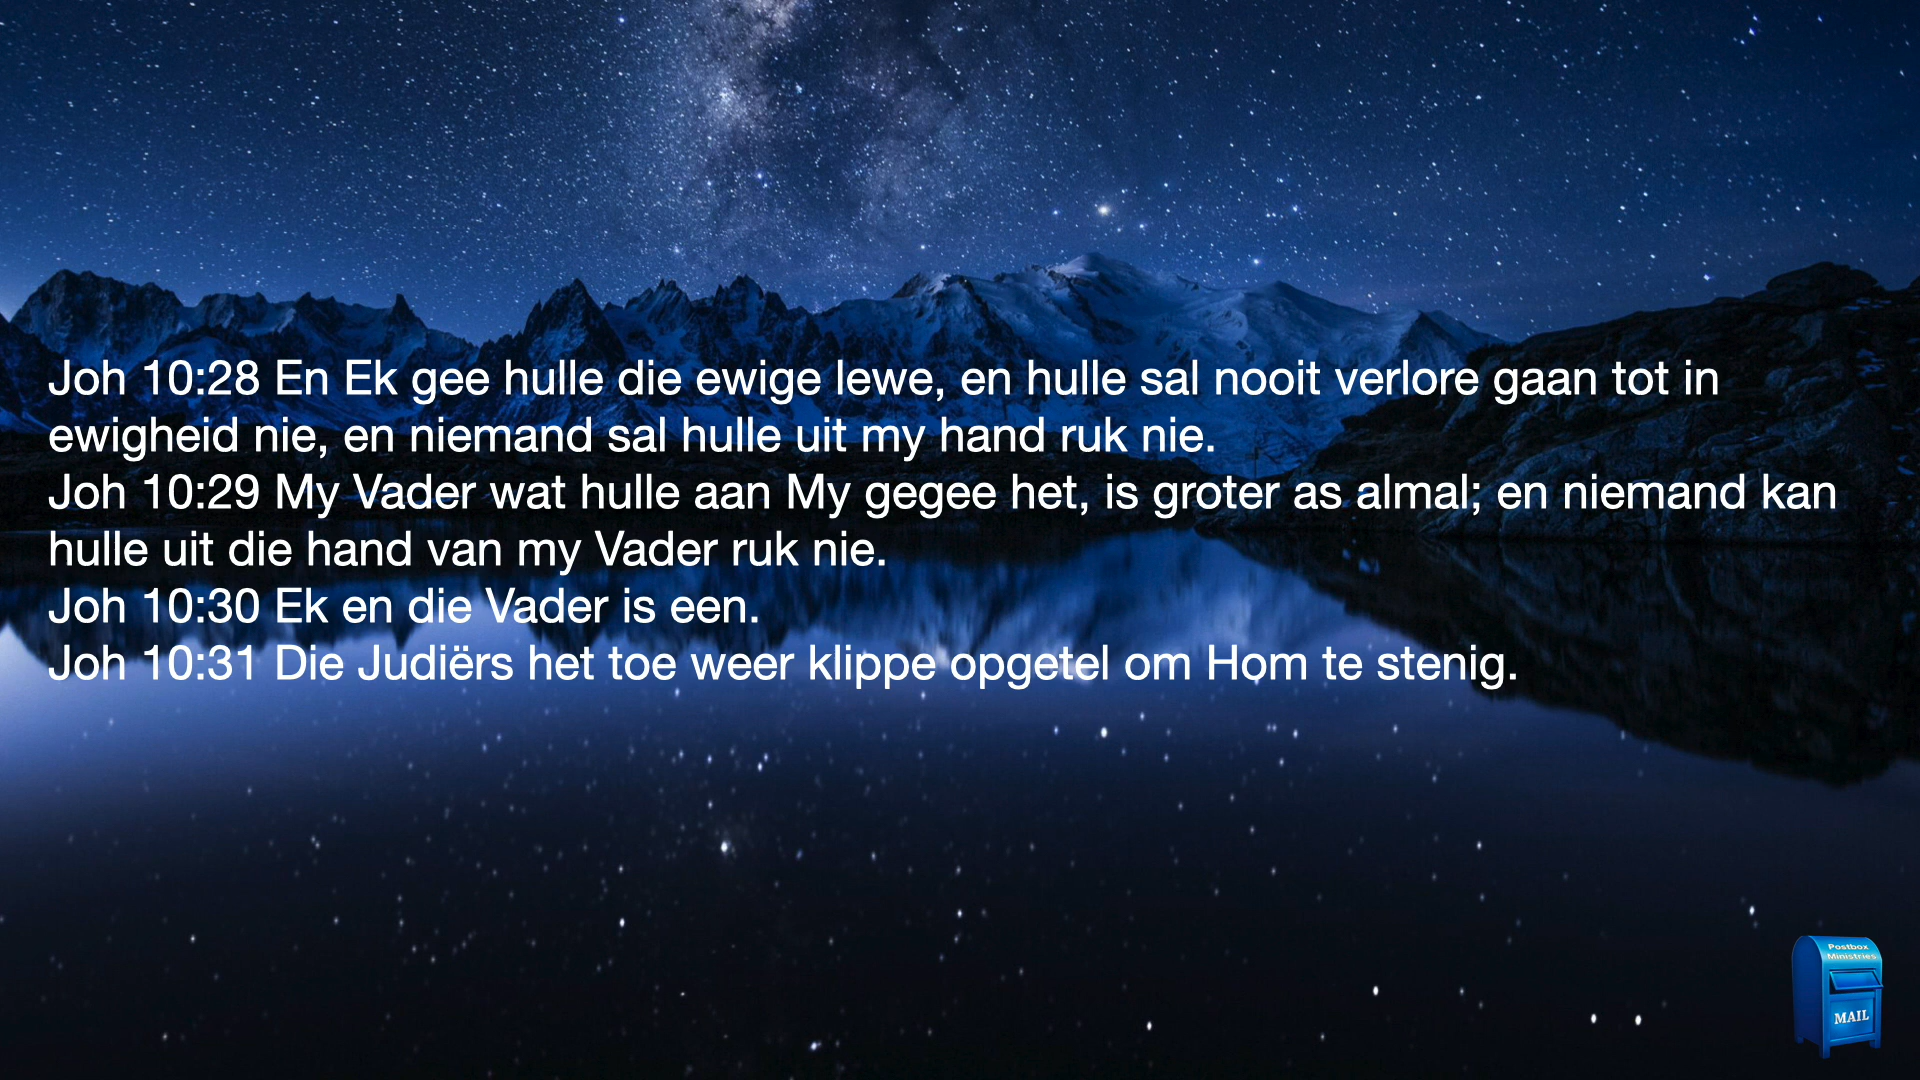 Joh 10:28 En Ek gee hulle die ewige lewe, en hulle sal nooit verlore gaan tot in
ewigheid nie, en niemand sal hulle uit my hand ruk nie.
Joh 10:29 My Vader wat hulle aan My gegee het, is groter as almal; en niemand kan
hulle uit die hand van my Vader ruk nie.
Joh 10:30 Ek en die Vader is een.
Joh 10:31 Die Judiërs het toe weer klippe opgetel om Hom te stenig.
Postbox
Ministries
MAIL